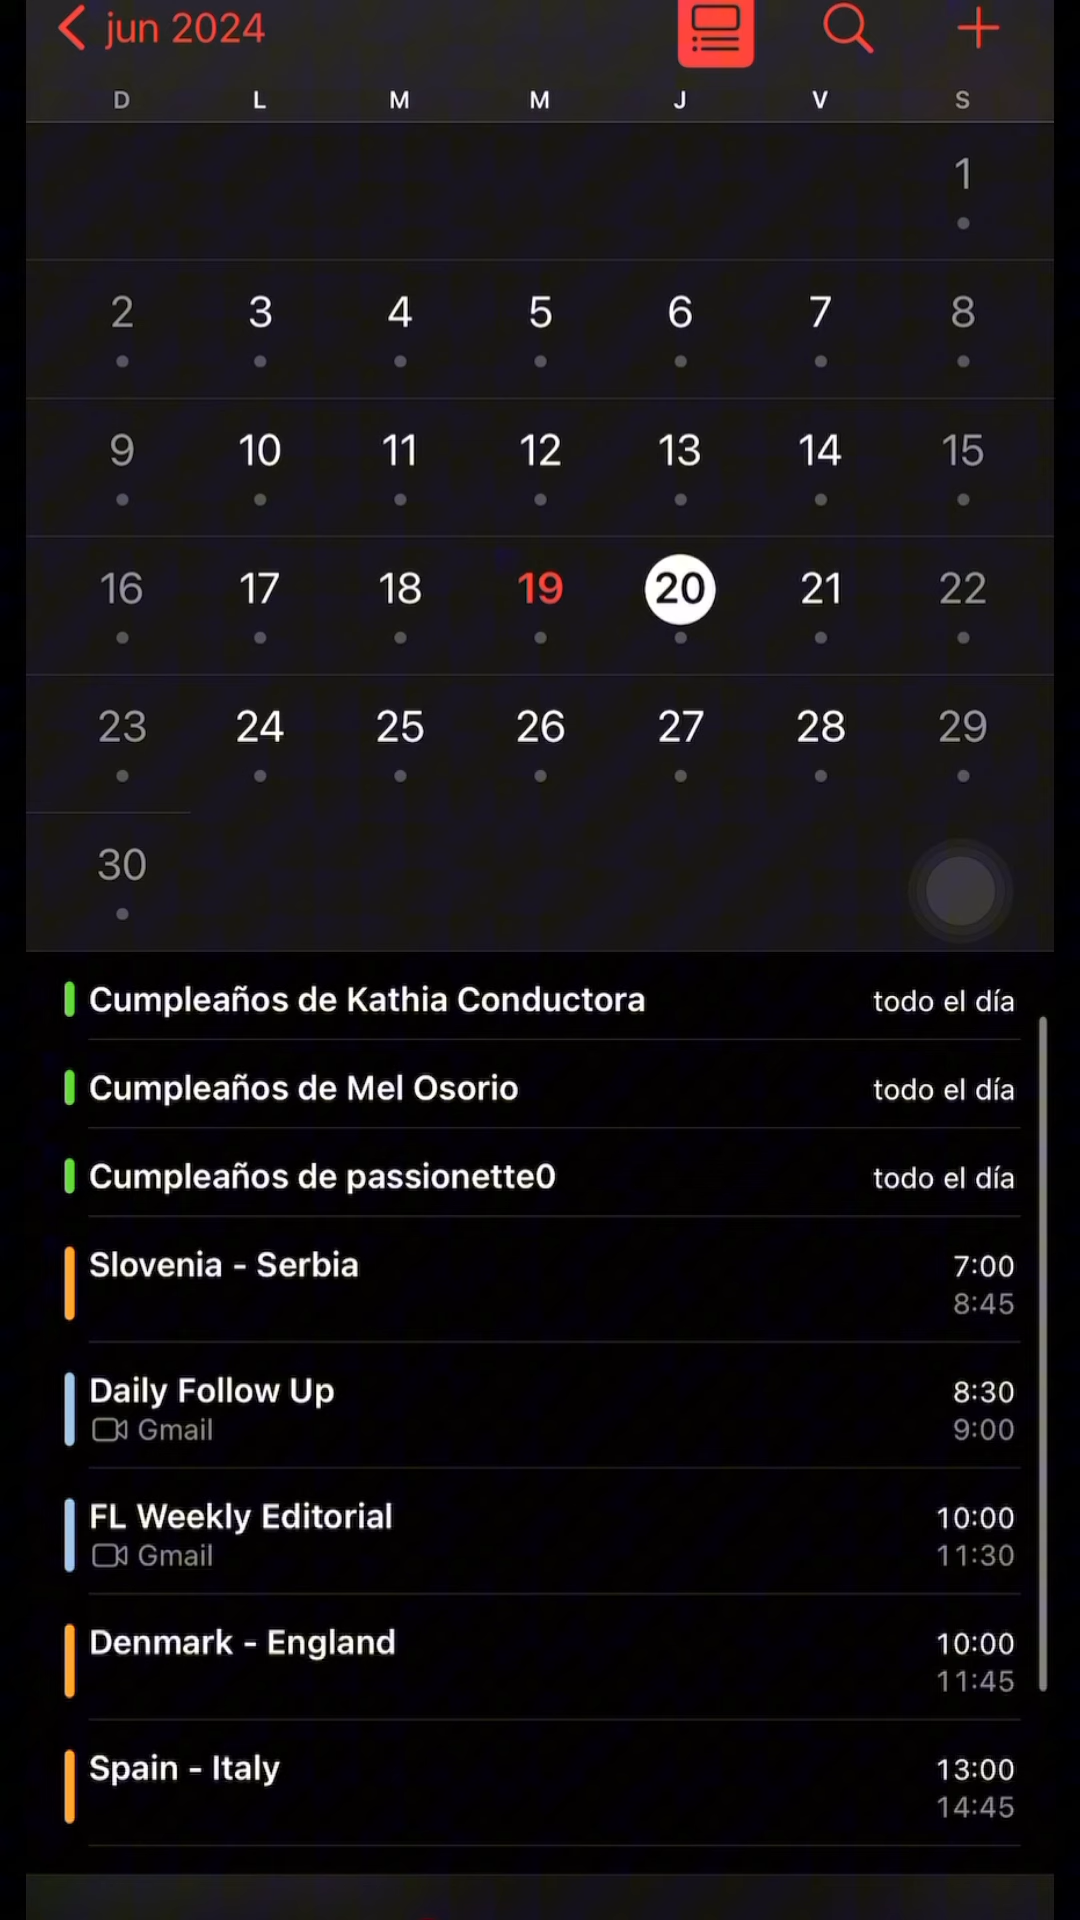 jun 2024
D L M M J V S
1
2 3 4 5 6 7 8
9 10 11 12 13 14 15
16 17 18 19 20 21 22
23 24 25 26 27 28 29
30
Cumpleaños de Kathia Conductora todo el día
Cumpleaños de Mel Osorio todo el día
Cumpleaños de passionette0 todo el día
Slovenia - Serbia 7:00
8:45
Daily Follow Up 8:30
Gmail 9:00
FL Weekly Editorial 10:00
Gmail 11:30
Denmark - England 10:00
11:45
Spain - Italy 13:00
14:45